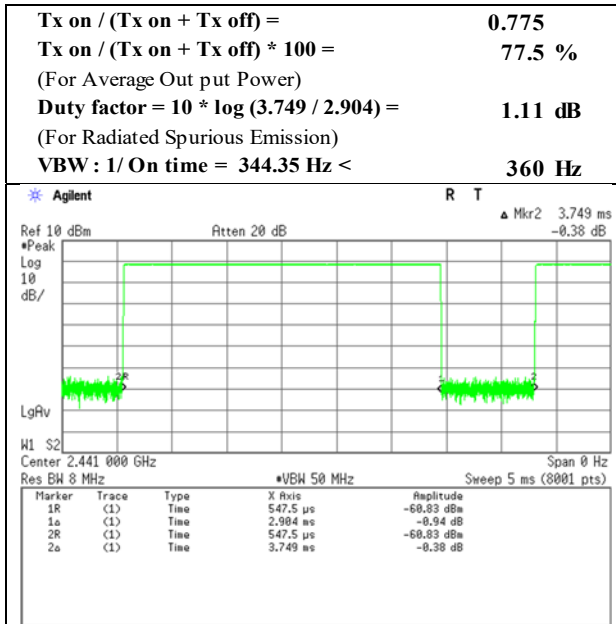 Tx on / (Tx on + Tx off) = 0.775
Tx on / (Tx on + Tx off) * 100 = 77.5 %
(For Average Out put Power)
Duty factor = 10 * log (3.749 / 2.904) = 1.11 dB
(For Radiated Spurious Emission)
VBW : 1/ On time = 344.35 Hz < 360 Hz
Agilent R T
Δ Mkr2 3.749 ms
Ref 10 dBm Atten 20 dB -0.38 dB
*Peak
Log
10
dB/
2R 1 2
LgAv
W1 S2
Center 2.441 000 GHz Span 0 Hz
Res BW 8 MHz *VBW 50 MHz Sweep 5 ms (8001 pts)
Marker Trace Type X Axis Amplitude
1R (1) Time 547.5 µs -60.83 dBm
1Δ (1) Time 2.904 ms -0.94 dB
2R (1) Time 547.5 µs -60.83 dBm
2Δ (1) Time 3.749 ms -0.38 dB